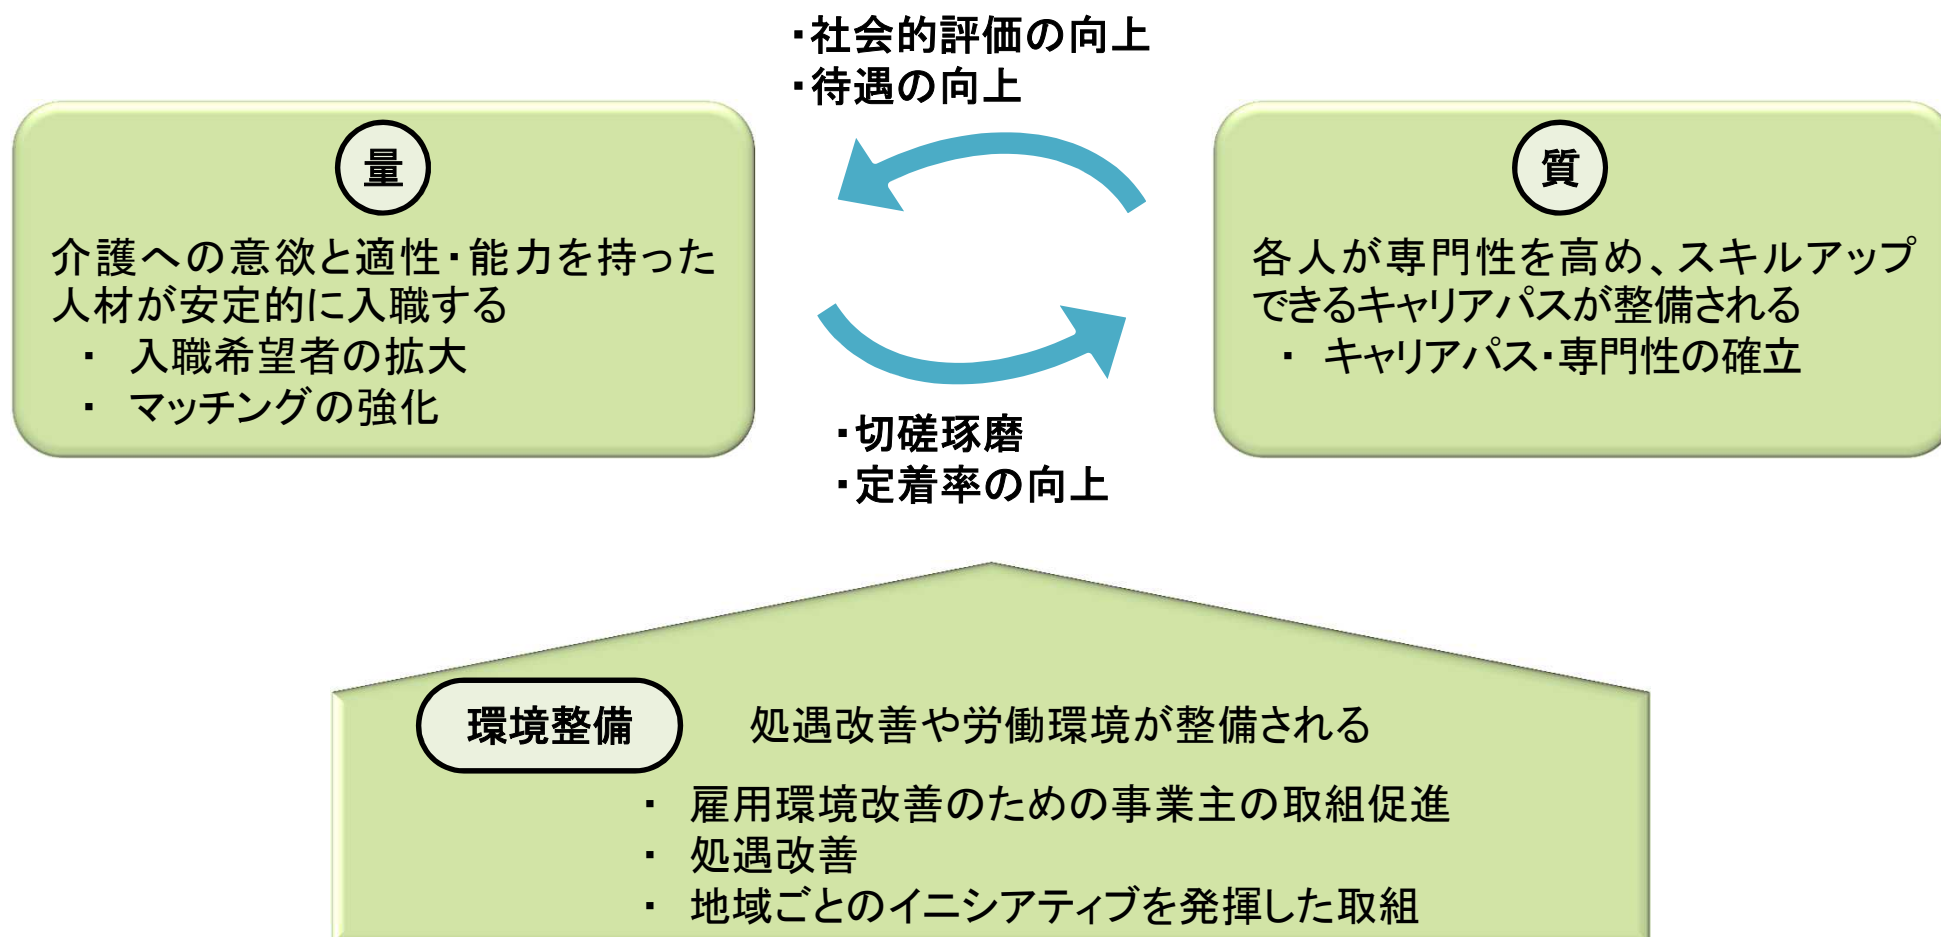 ・社会的評価の向上
・待遇の向上
量
介護への意欲と適性・能力を持った
人材が安定的に入職する
・ 入職希望者の拡大
・ マッチングの強化
質
各人が専門性を高め、スキルアップ
できるキャリアパスが整備される
・ キャリアパス・専門性の確立
・切磋琢磨
・定着率の向上
環境整備 処遇改善や労働環境が整備される
・ 雇用環境改善のための事業主の取組促進
・ 処遇改善
・ 地域ごとのイニシアティブを発揮した取組